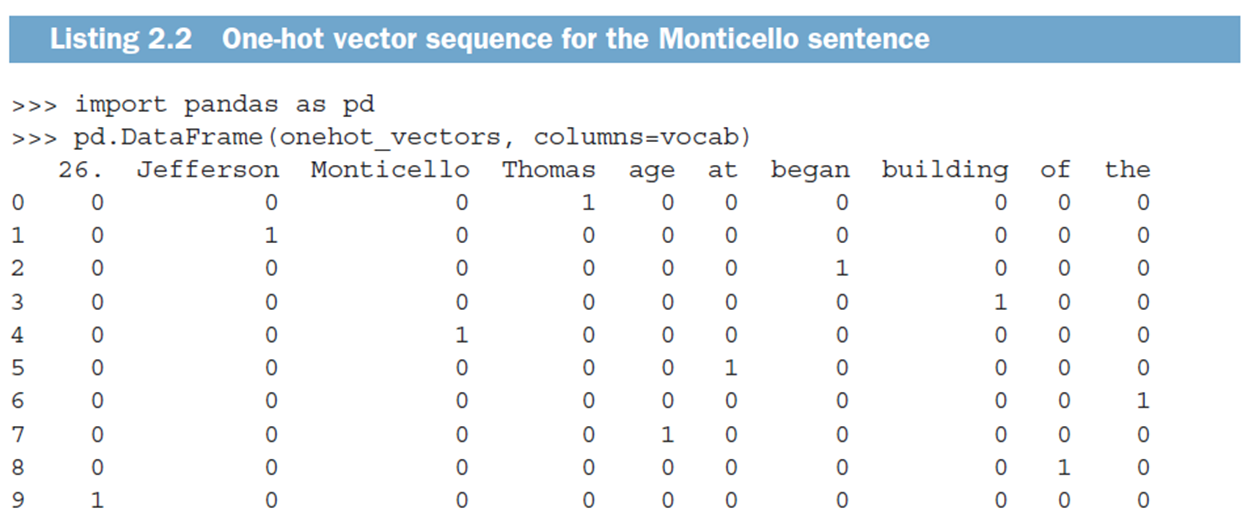 Listing 2.2 One-hot vector sequence for the Monticello sentence
>>> import pandas as pd
>>> pd.DataFrame(onehot_vectors, columns=vocab)
26. Jefferson Monticello Thomas age at began building of the
0 0 0 0 1 0 0 0 0 0 0
1 0 1 0 0 0 0 0 0 0 0
2 0 0 0 0 0 0 1 0 0 0
3 0 0 0 0 0 0 0 1 0 0
4 0 0 1 0 0 0 0 0 0 0
5 0 0 0 0 0 1 0 0 0 0
6 0 0 0 0 0 0 0 0 0 1
7 0 0 0 0 1 0 0 0 0 0
8 0 0 0 0 0 0 0 0 1 0
9 1 0 0 0 0 0 0 0 0 0